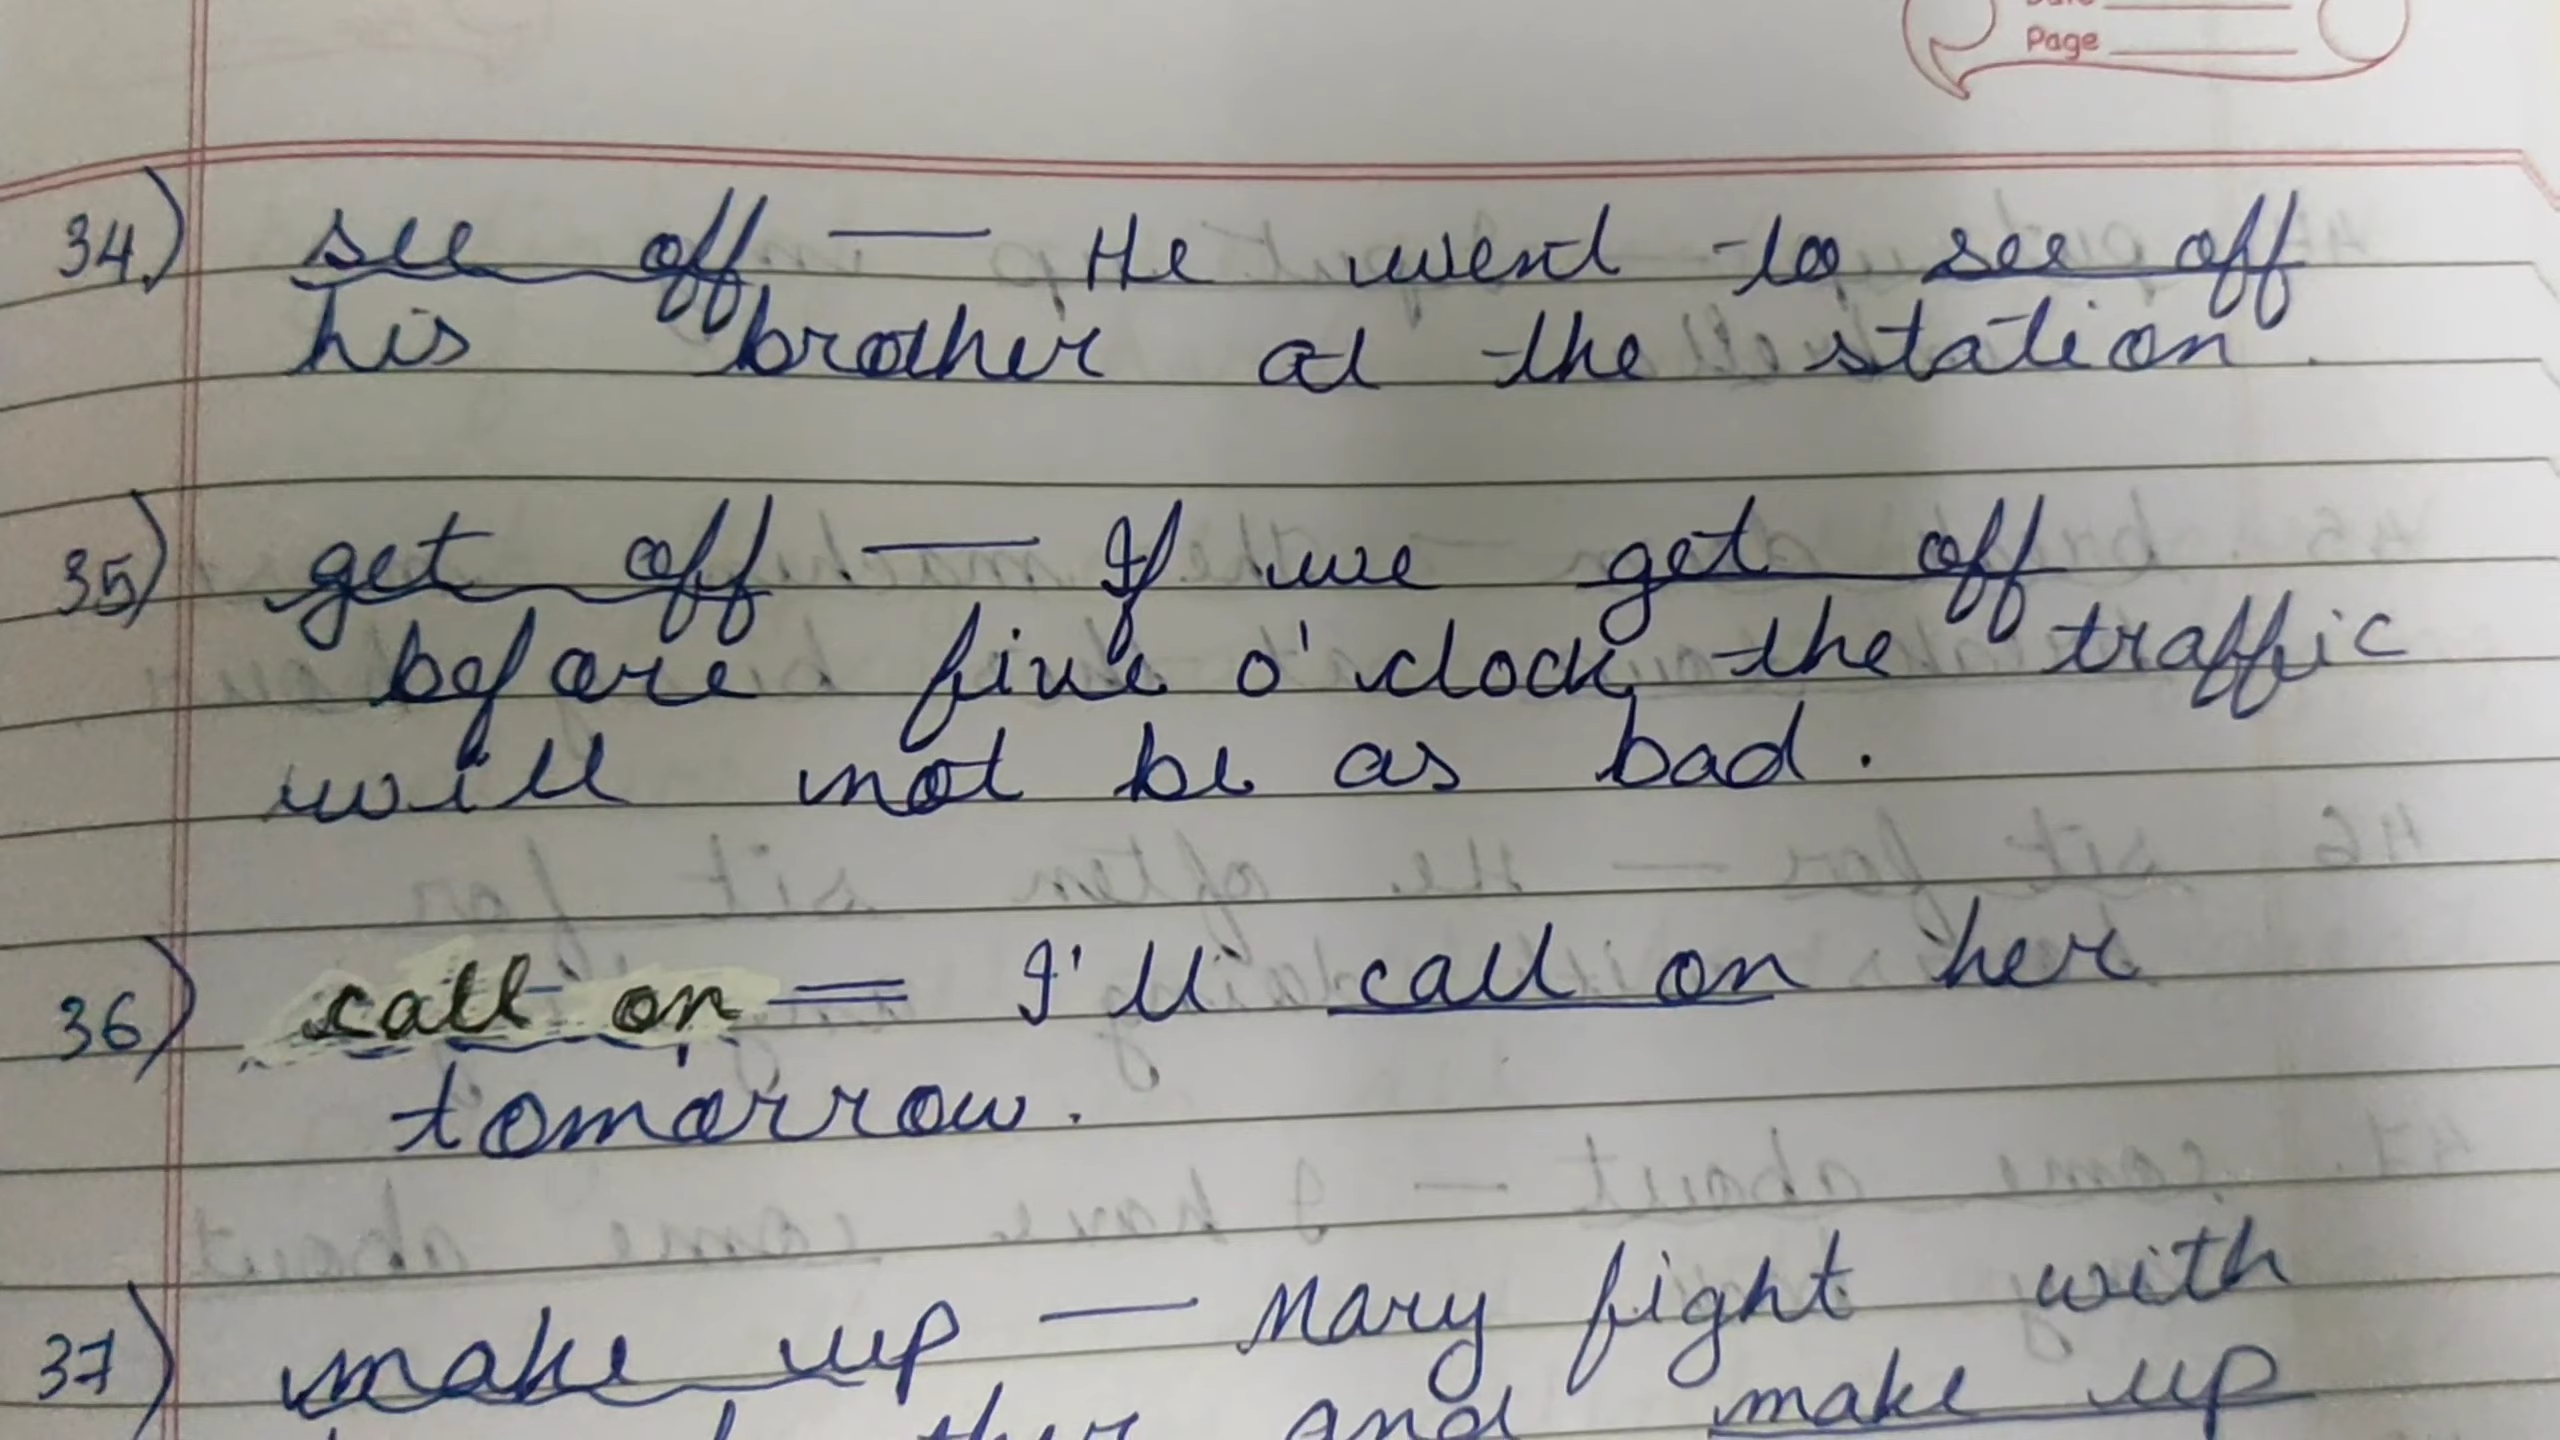 Page
34) see off — He went to see off
his brother at the station.
35) get off — If we get off
before five o'clock, the traffic
will not be as bad.
36) call on = I'll call on her
tomorrow.
37) make up — Mary fight with
and make up